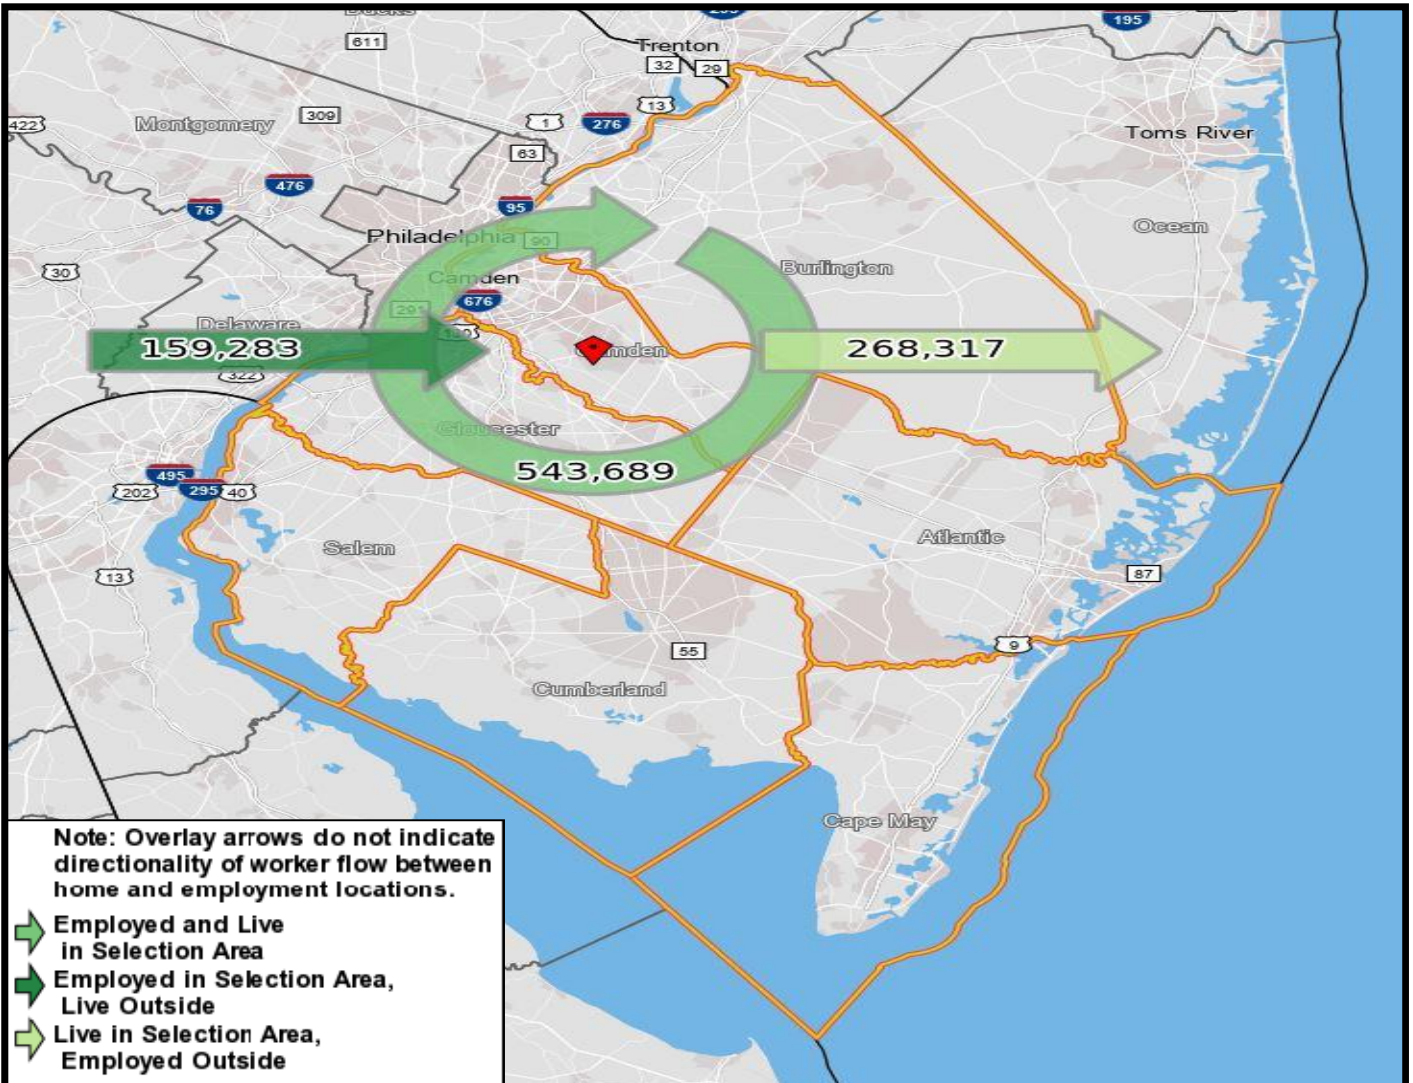 Bucks
195
611
Trenton
32
29
13
309
Montgomery
422
1
276
Toms River
63
476
76
95
Ocean
Philadelphia
90
30
Camden
Burlington
676
291
Delaware
159,283
Camden
268,317
322
Gloucester
543,689
495
202
295
40
Salem
Atlantic
13
87
9
55
Cumberland
Cape May
Note: Overlay arrows do not indicate
directionality of worker flow between
home and employment locations.
Employed and Live
in Selection Area
Employed in Selection Area,
Live Outside
Live in Selection Area,
Employed Outside